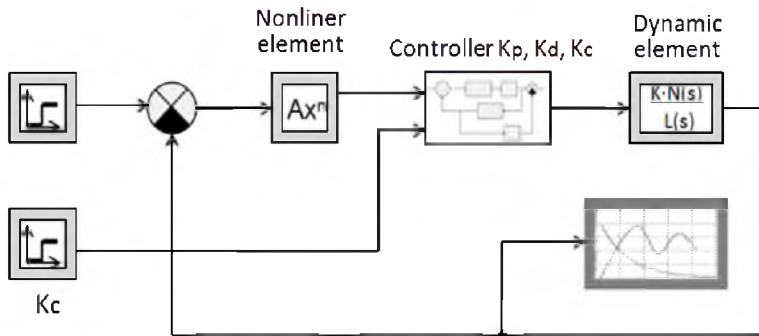 Nonliner
element
Controller Kp, Kd, Kc
Dynamic
element
Axⁿ
K·N(s)
L(s)
Kc